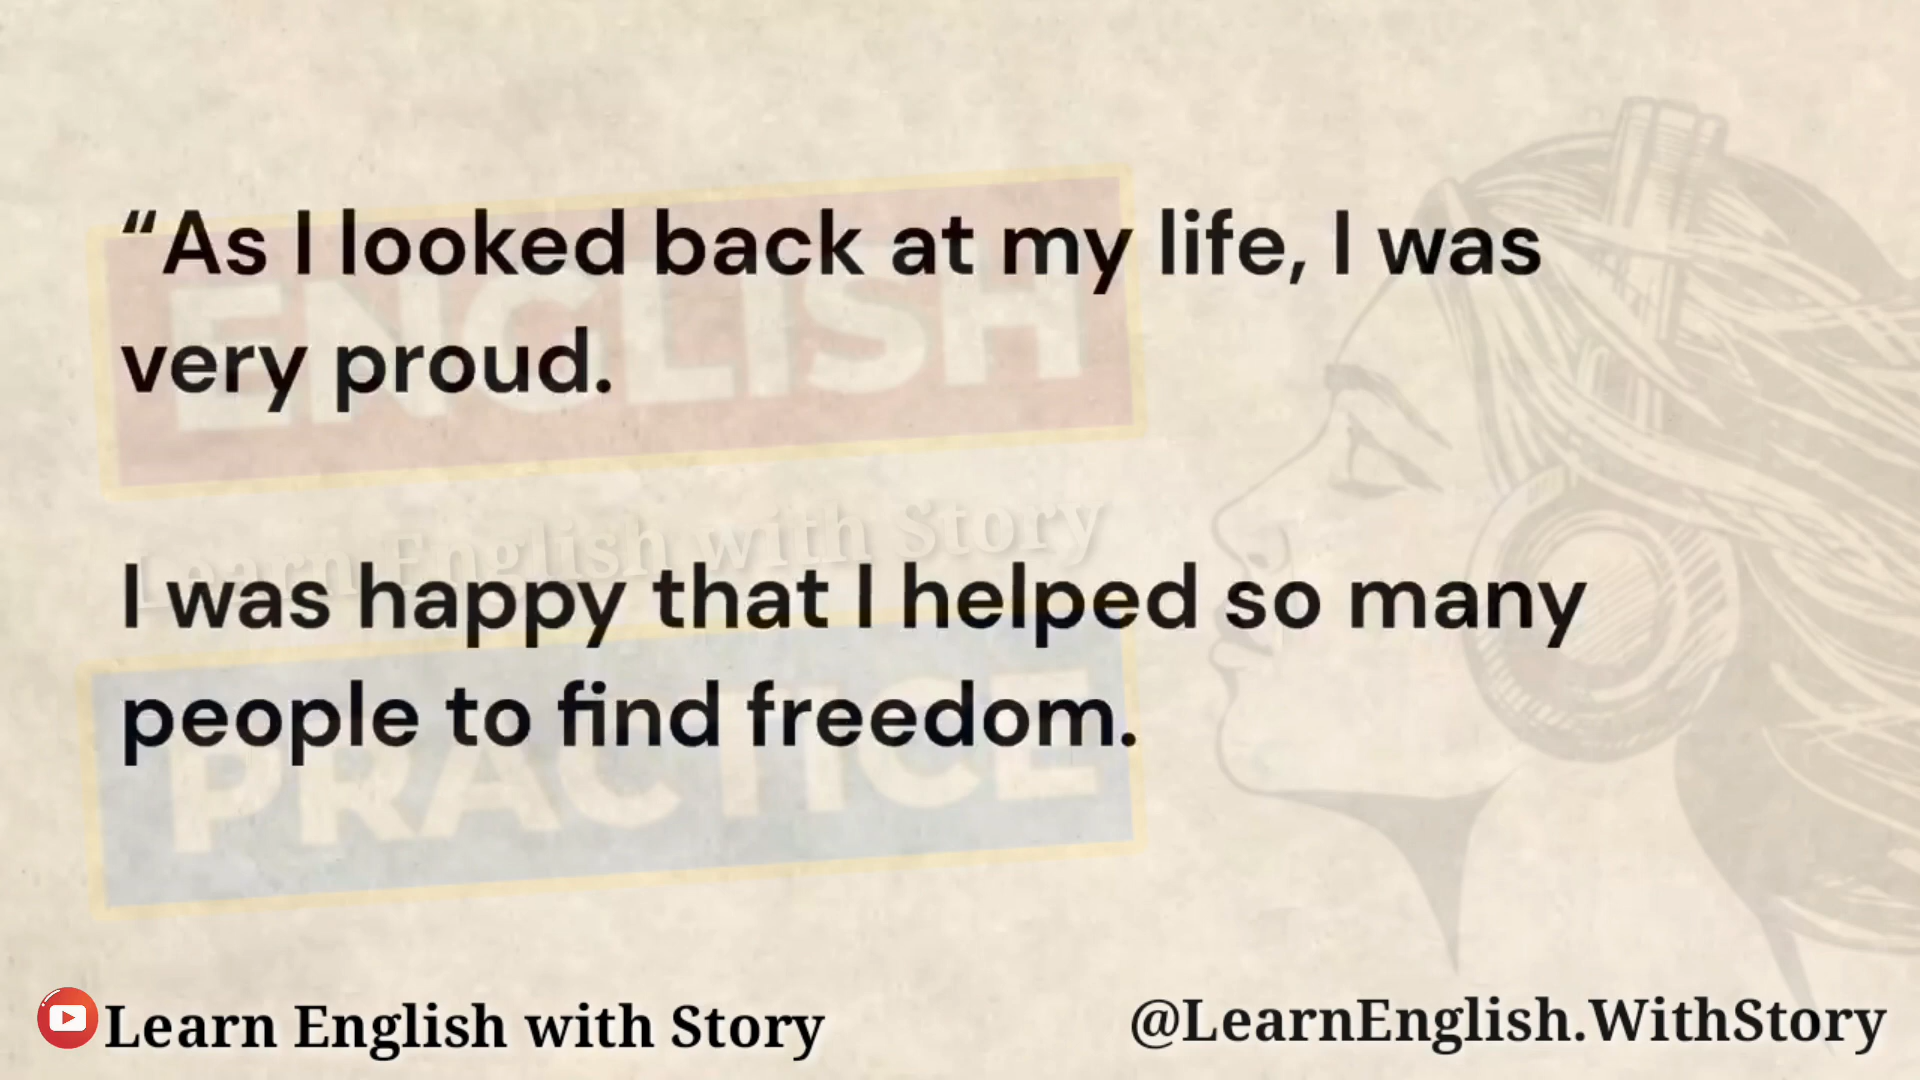 “As I looked back at my life, I was
very proud.
ENGLISH
Learn English with Story
I was happy that I helped so many
people to find freedom.
PRACTICE
Learn English with Story
@LearnEnglish.WithStory